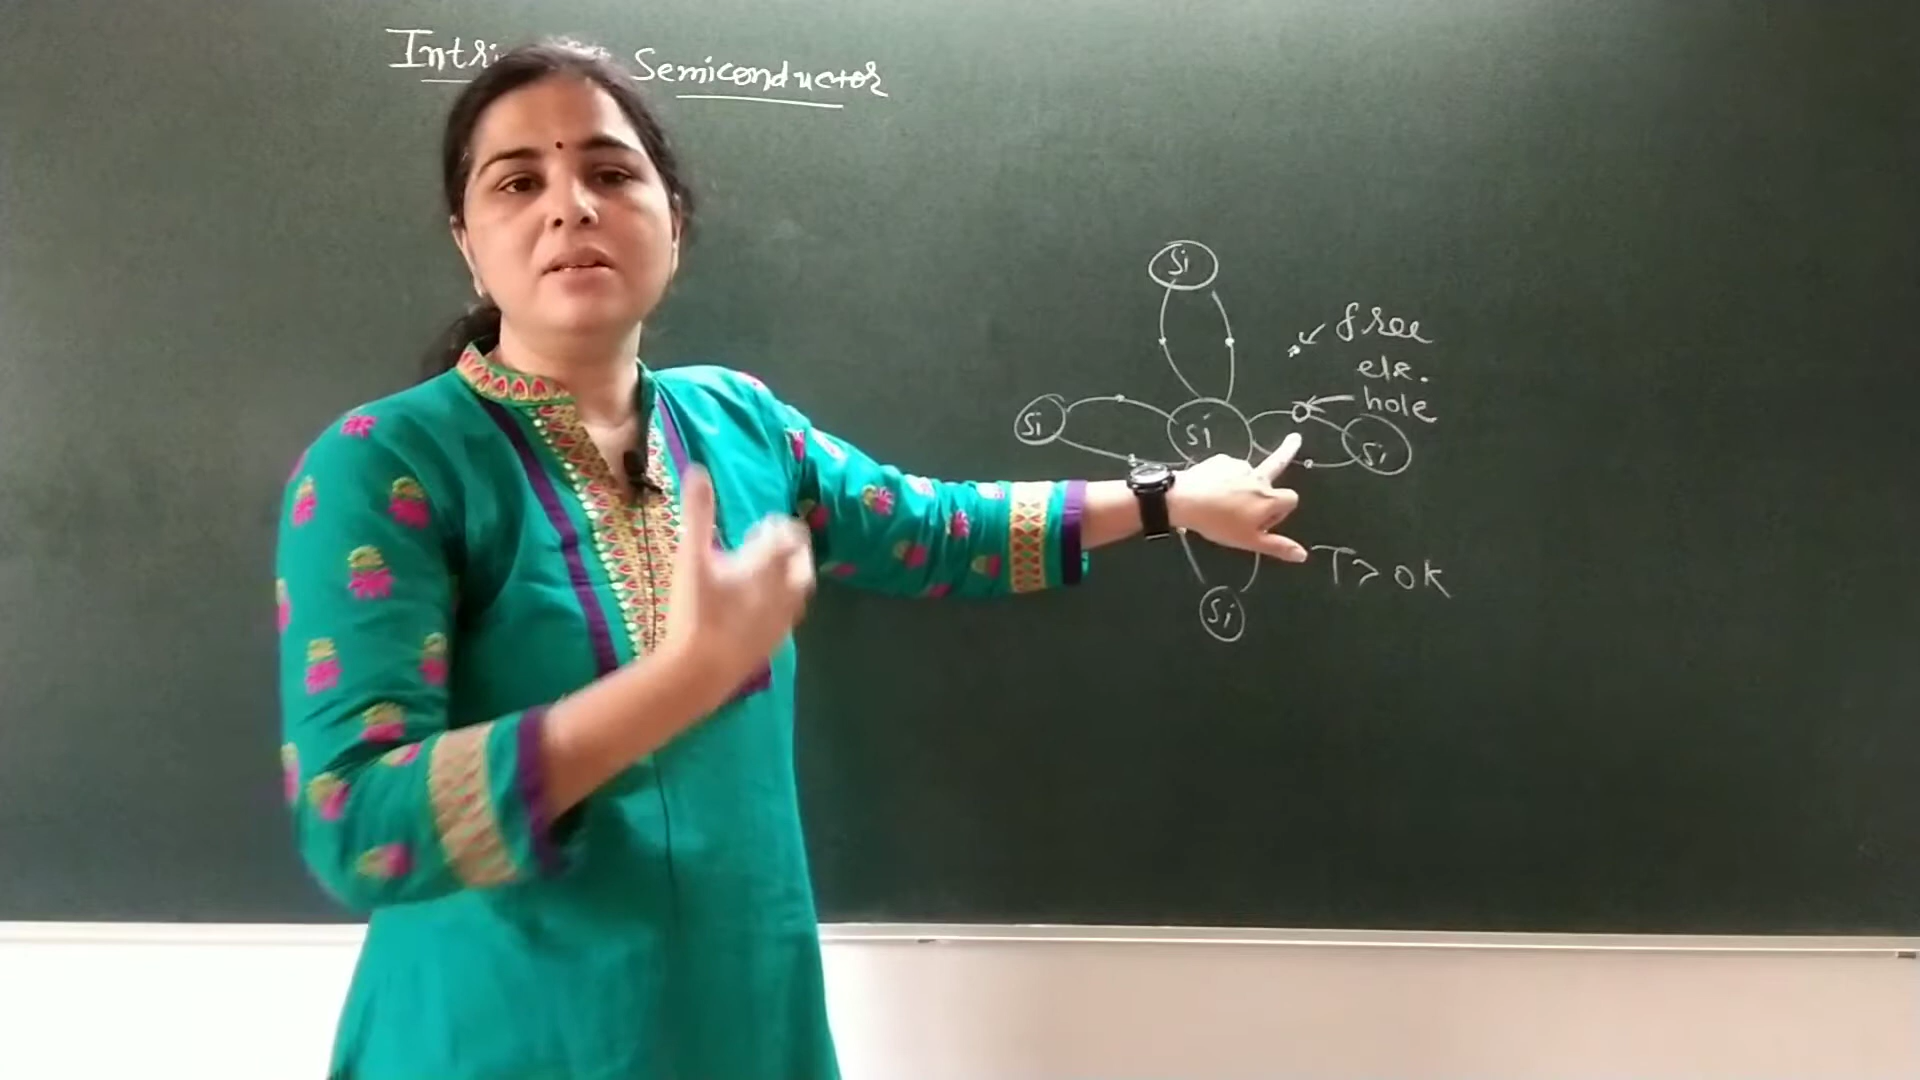 Semiconductor
Si
free
ele.
hole
Si
Si
Si
T > 0K
Si